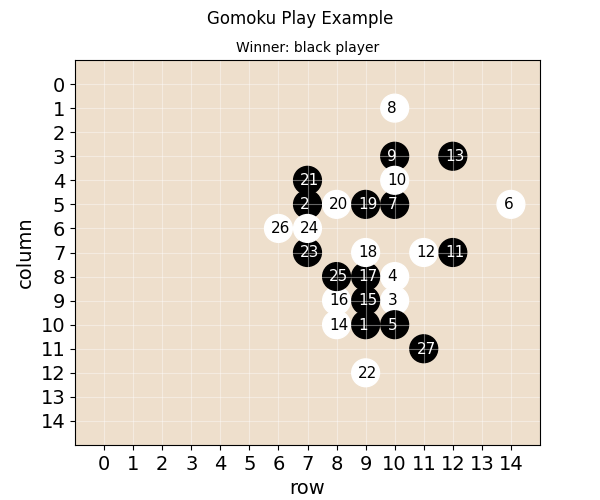 Gomoku Play Example
Winner: black player
column
0
1 8
2
3 9 13
4 21 10
5 2 20 19 7 6
6 26 24
7 23 18 12 11
8 25 17 4
9 16 15 3
10 14 1 5
11 27
12 22
13
14
0 1 2 3 4 5 6 7 8 9 10 11 12 13 14
row